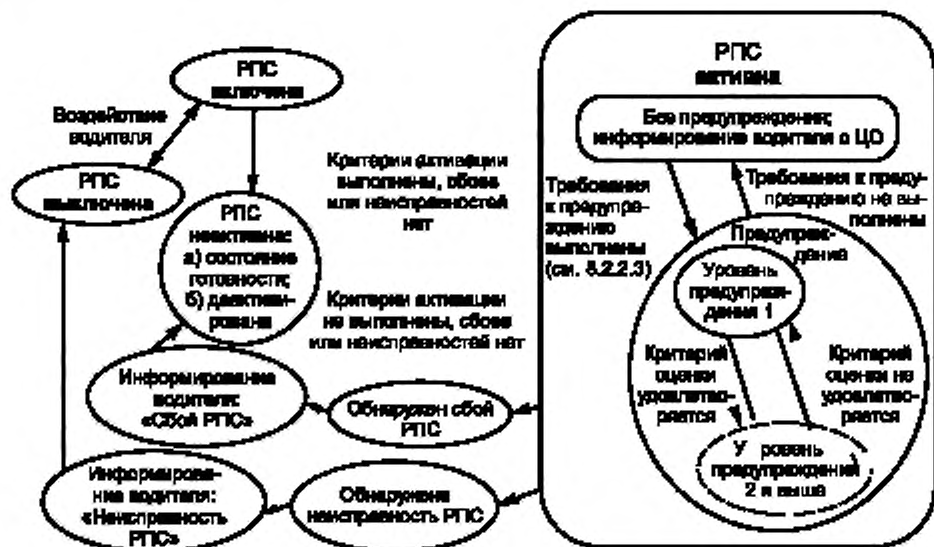 РПС
включена
Воздействие
водителя
РПС
выключена
РПС
неактивна:
а) состояние
готовности;
б) деактиви-
рована
Критерии активации
выполнены, сбоев
или неисправностей
нет
Критерии активации
не выполнены, сбоев
или неисправностей нет
Информирование
водителя:
«Сбой РПС»
Обнаружен сбой
РПС
Информирова-
ние водителя:
«Неисправность
РПС»
Обнаружена
неисправность РПС
РПС
активна
Без предупреждения;
информирование водителя о ЦО
Требования
к предупре-
ждению
выполнены
(см. 5.2.2.3)
Требования к преду-
преждению не вы-
полнены
Предупреж-
дение
Уровень
предупреж-
дения 1
Критерий
оценки
удовлетво-
ряется
Критерий
оценки не
удовлетво-
ряется
Уровень
предупреждения
2 и выше